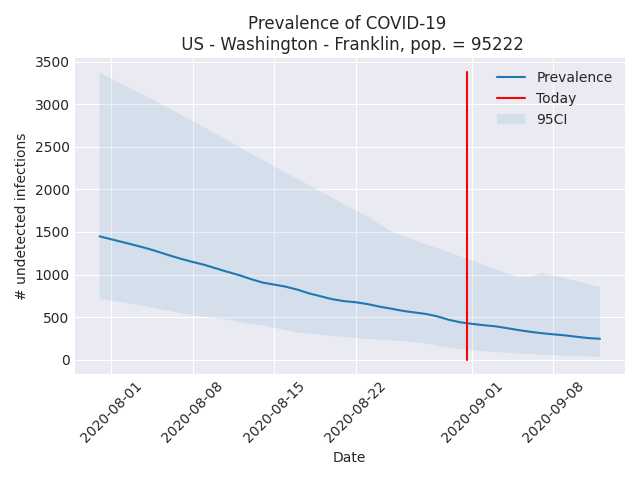 Prevalence of COVID-19
US - Washington - Franklin, pop. = 95222
# undetected infections
3500
3000
2500
2000
1500
1000
500
0
Prevalence
Today
95CI
2020-08-01
2020-08-08
2020-08-15
2020-08-22
2020-09-01
2020-09-08
Date